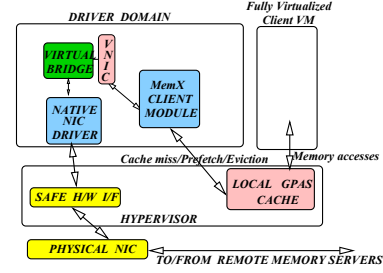 DRIVER DOMAIN
Fully Virtualized
Client VM
VIRTUAL
BRIDGE
VNIC
MemX
CLIENT
MODULE
NATIVE
NIC
DRIVER
Cache miss/Prefetch/Eviction
Memory accesses
SAFE H/W I/F
LOCAL GPAS
CACHE
HYPERVISOR
PHYSICAL NIC
TO/FROM REMOTE MEMORY SERVERS